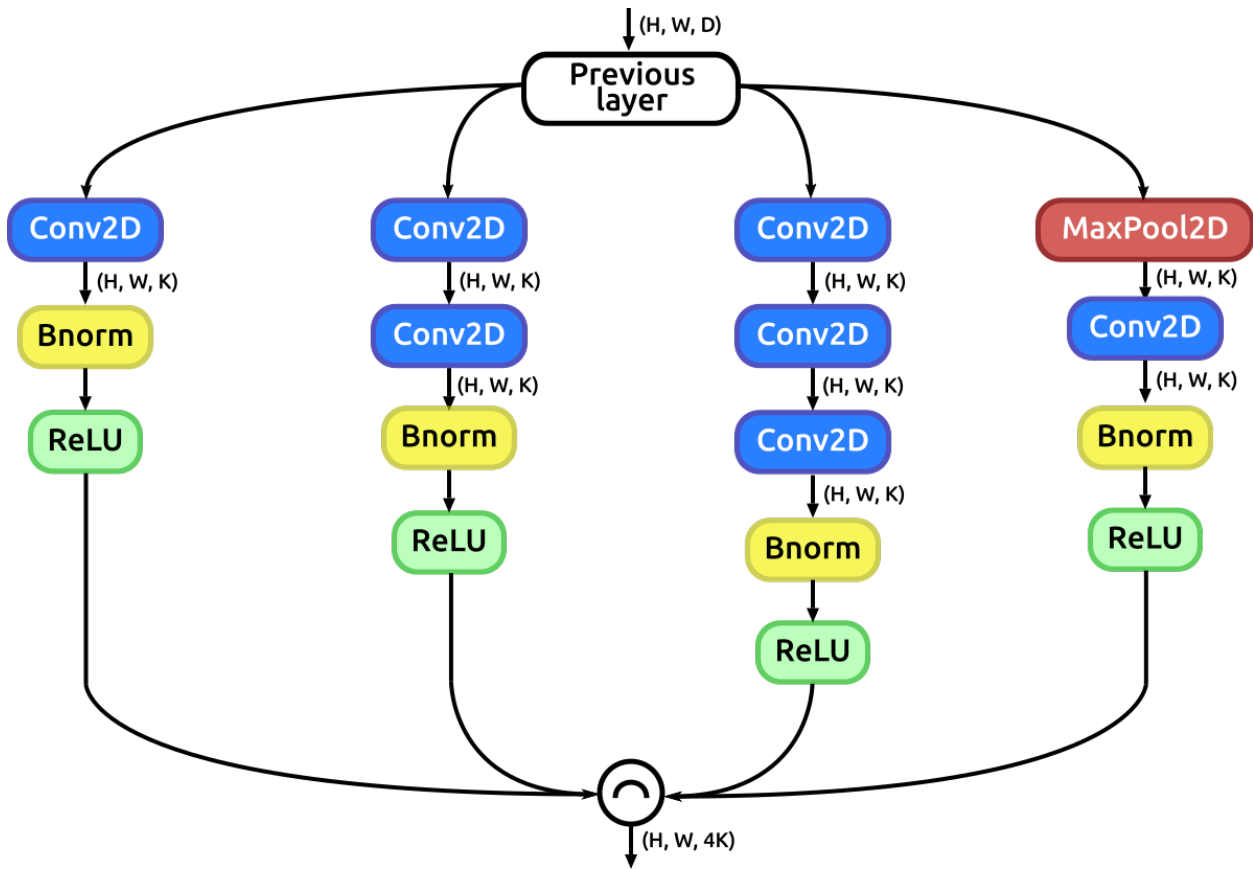 (H, W, D)
Previous
layer
Conv2D
(H, W, K)
Bnorm
ReLU
Conv2D
(H, W, K)
Conv2D
(H, W, K)
Bnorm
ReLU
Conv2D
(H, W, K)
Conv2D
(H, W, K)
Conv2D
(H, W, K)
Bnorm
ReLU
MaxPool2D
(H, W, K)
Conv2D
(H, W, K)
Bnorm
ReLU
(H, W, 4K)